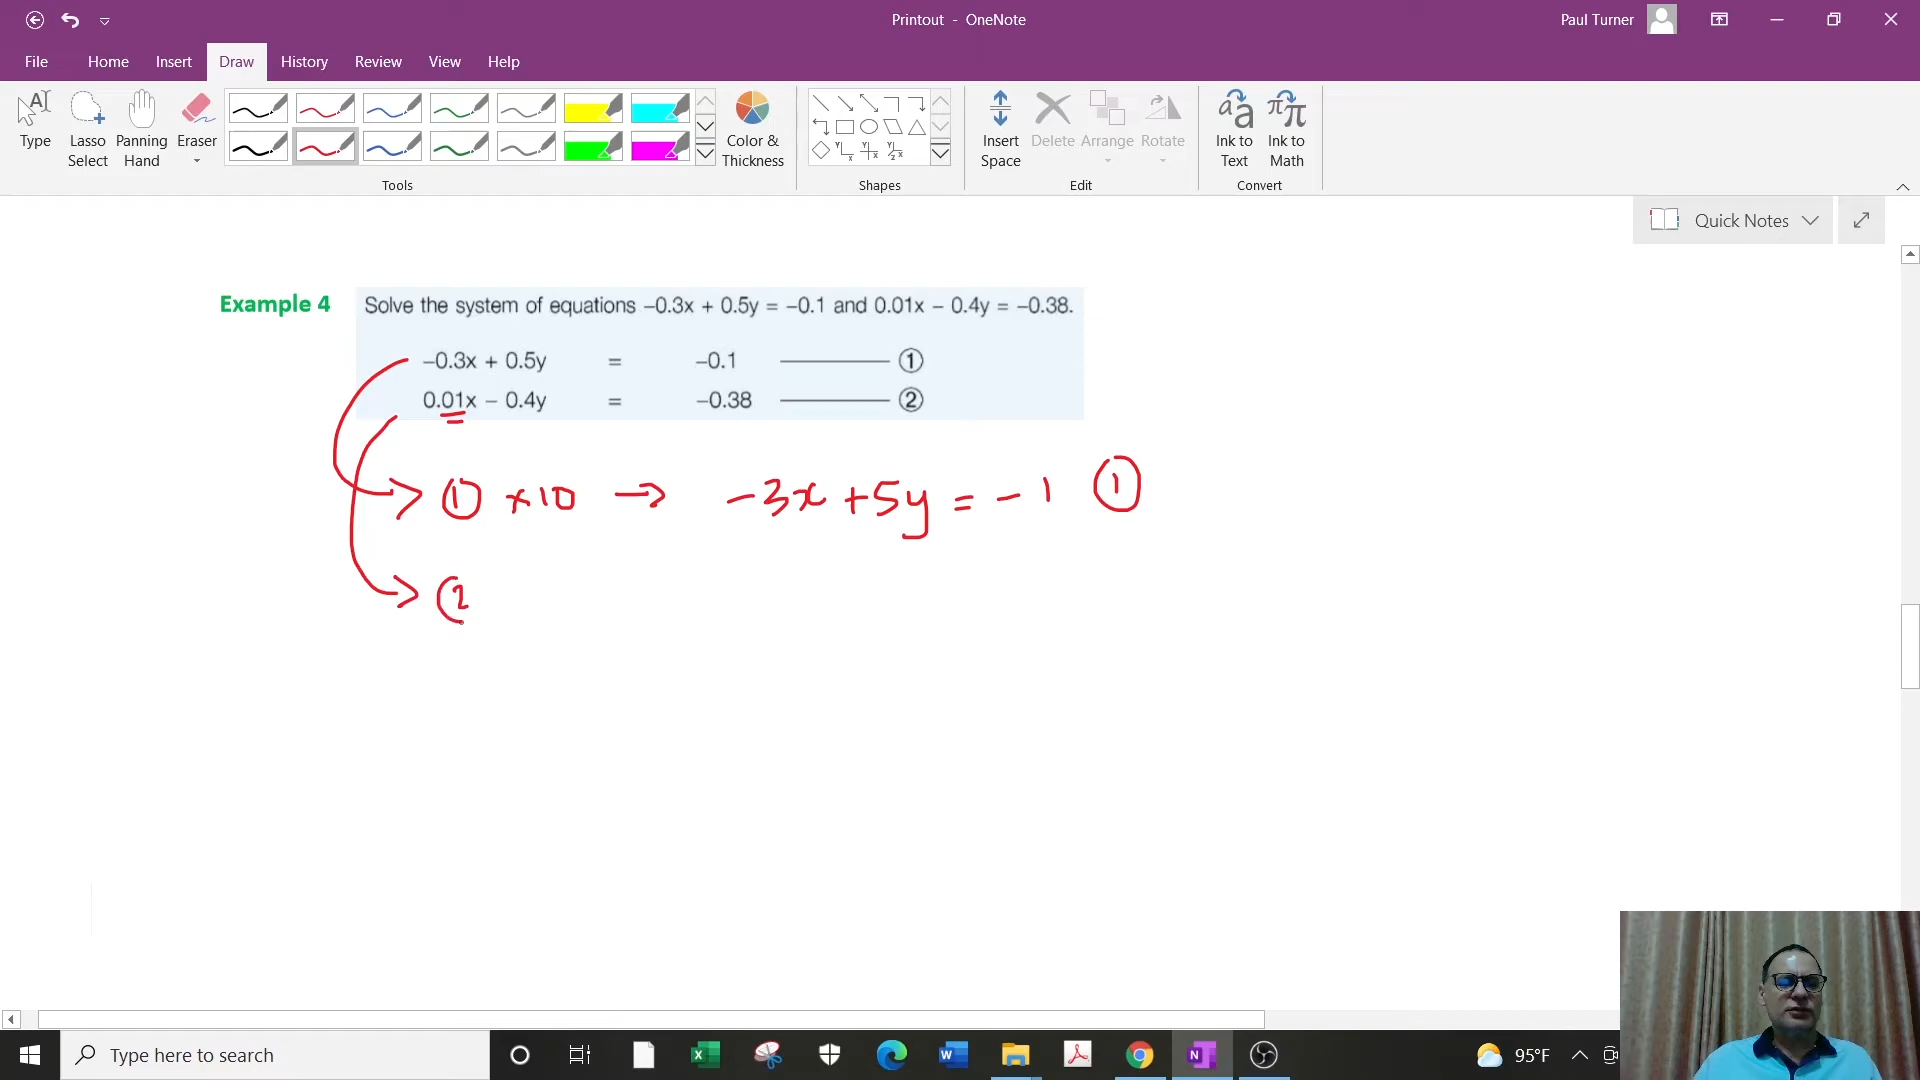 Printout - OneNote
Paul Turner
File Home Insert Draw History Review View Help
Type
Lasso Select
Panning Hand
Eraser
Color & Thickness
Insert Space
Delete
Arrange
Rotate
Ink to Text
Ink to Math
Tools
Shapes
Edit
Convert
Quick Notes
Example 4
Solve the system of equations –0.3x + 0.5y = –0.1 and 0.01x – 0.4y = –0.38.
–0.3x + 0.5y = –0.1 ①
0.01x – 0.4y = –0.38 ②
① ×10 → -3x +5y = -1 ①
②
Type here to search
95°F